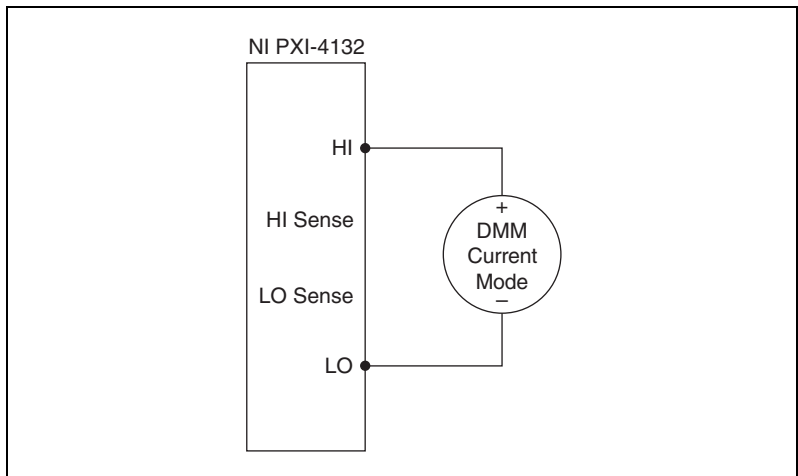 NI PXI-4132
HI
HI Sense
LO Sense
LO
+
DMM
Current
Mode
–